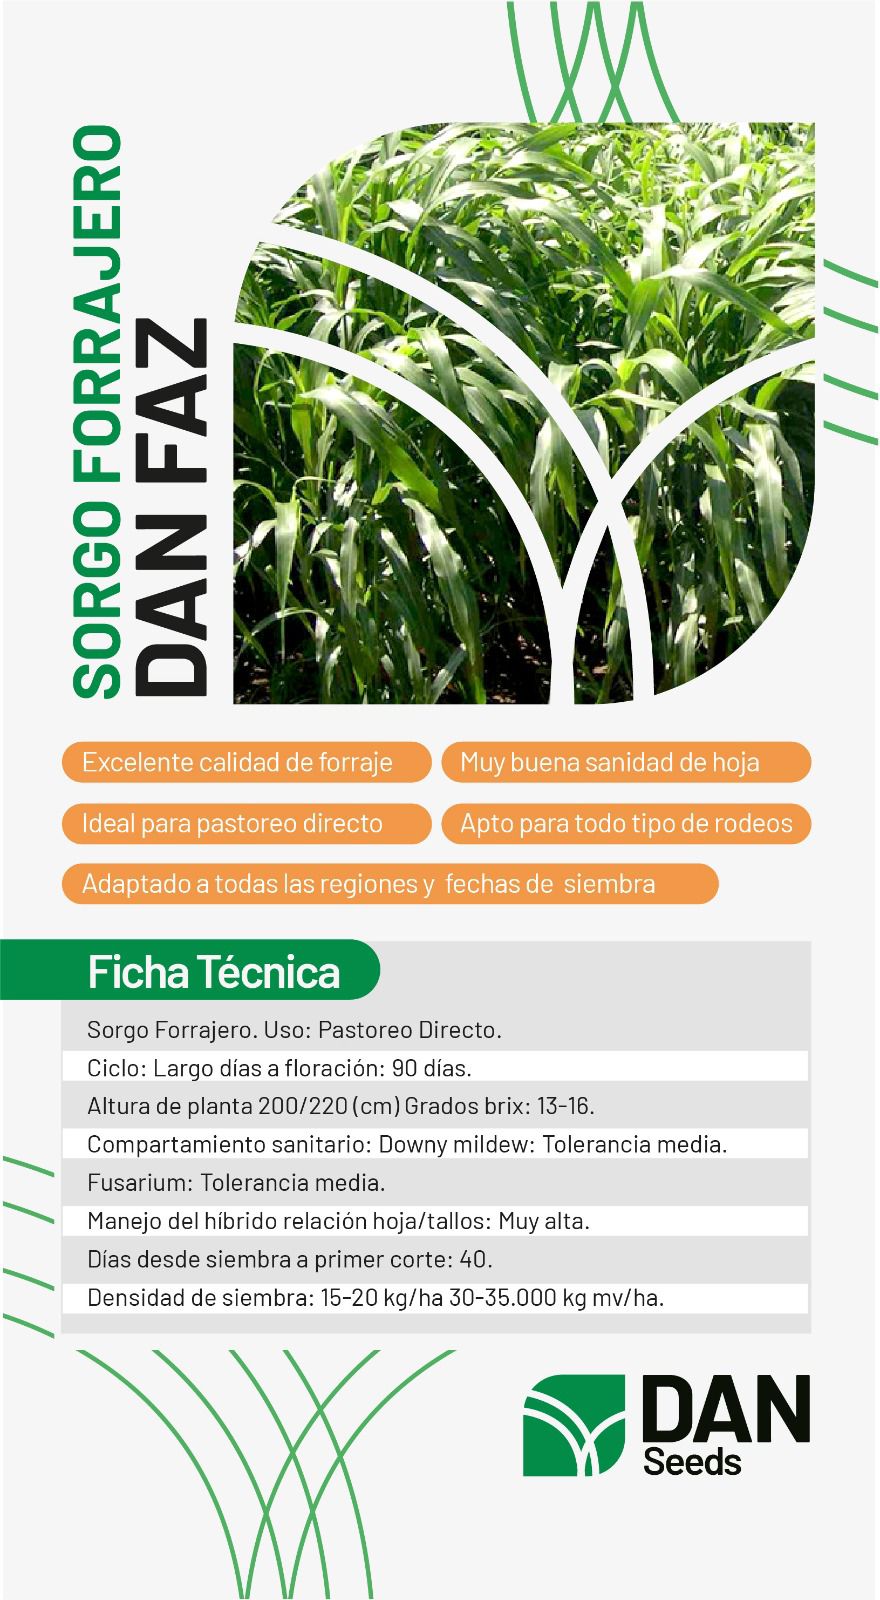 SORGO FORRAJERO
DAN FAZ
Excelente calidad de forraje
Muy buena sanidad de hoja
Ideal para pastoreo directo
Apto para todo tipo de rodeos
Adaptado a todas las regiones y fechas de siembra
Ficha Técnica
Sorgo Forrajero. Uso: Pastoreo Directo.
Ciclo: Largo días a floración: 90 días.
Altura de planta 200/220 (cm) Grados brix: 13-16.
Compartamiento sanitario: Downy mildew: Tolerancia media.
Fusarium: Tolerancia media.
Manejo del híbrido relación hoja/tallos: Muy alta.
Días desde siembra a primer corte: 40.
Densidad de siembra: 15-20 kg/ha 30-35.000 kg mv/ha.
DAN
Seeds